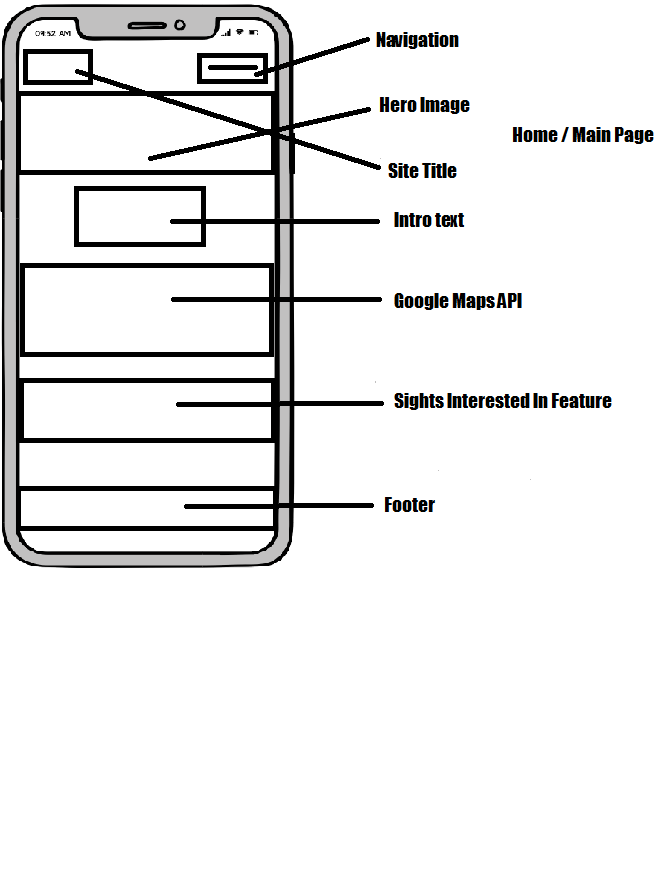 09:52 AM
Navigation
Hero Image
Home / Main Page
Site Title
Intro text
Google Maps API
Sights Interested In Feature
Footer